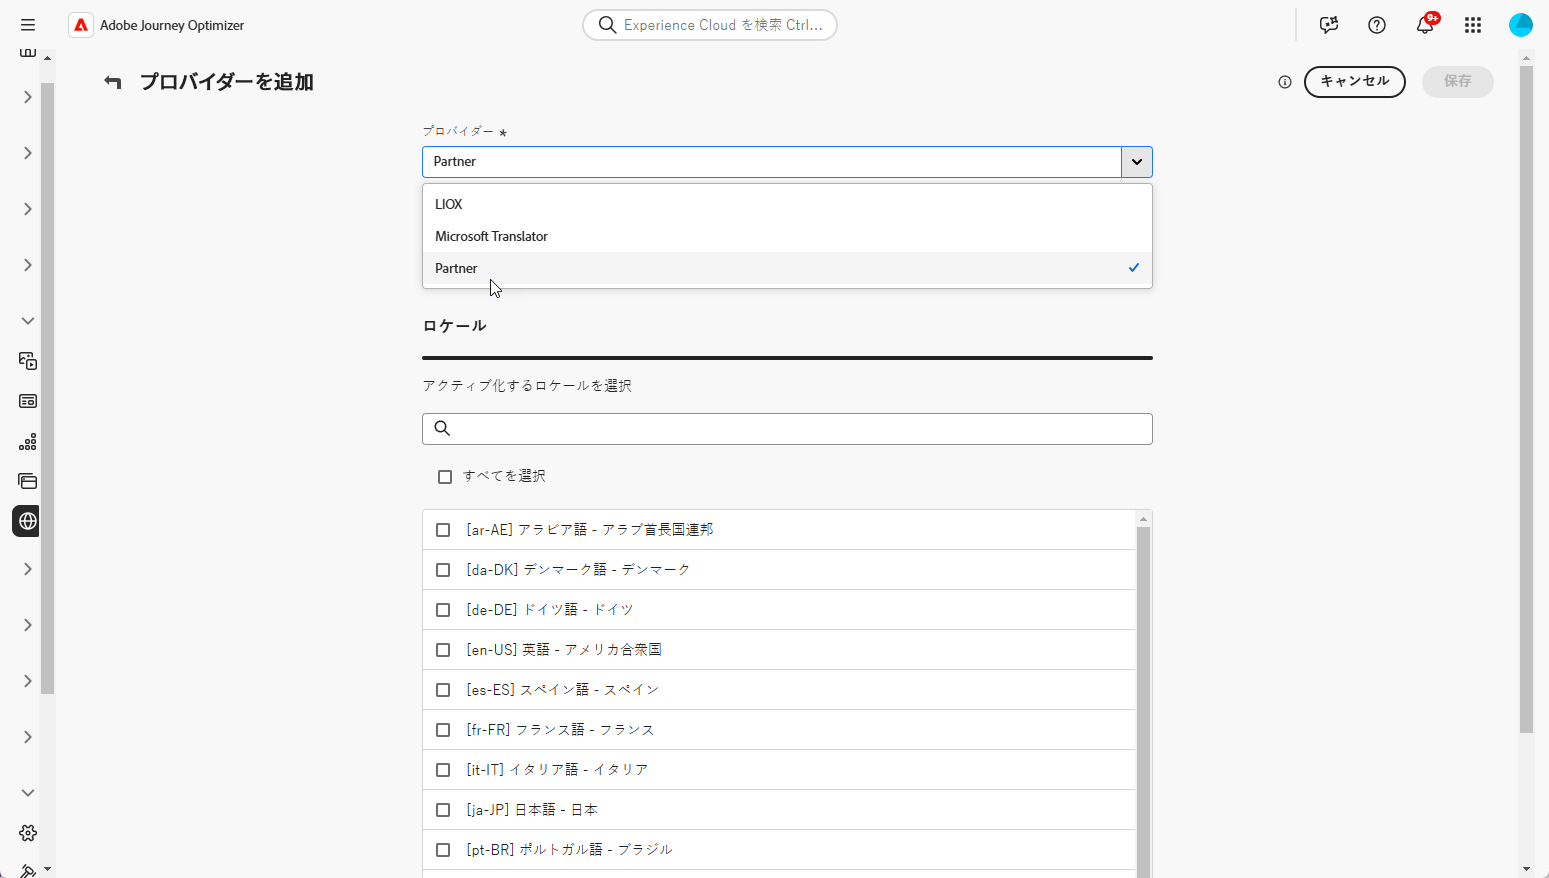 Adobe Journey Optimizer
Experience Cloud を検索 Ctrl...
9+
プロバイダーを追加
キャンセル
保存
プロバイダー *
Partner
LIOX
Microsoft Translator
Partner
ロケール
アクティブ化するロケールを選択
すべてを選択
[ar-AE] アラビア語 - アラブ首長国連邦
[da-DK] デンマーク語 - デンマーク
[de-DE] ドイツ語 - ドイツ
[en-US] 英語 - アメリカ合衆国
[es-ES] スペイン語 - スペイン
[fr-FR] フランス語 - フランス
[it-IT] イタリア語 - イタリア
[ja-JP] 日本語 - 日本
[pt-BR] ポルトガル語 - ブラジル